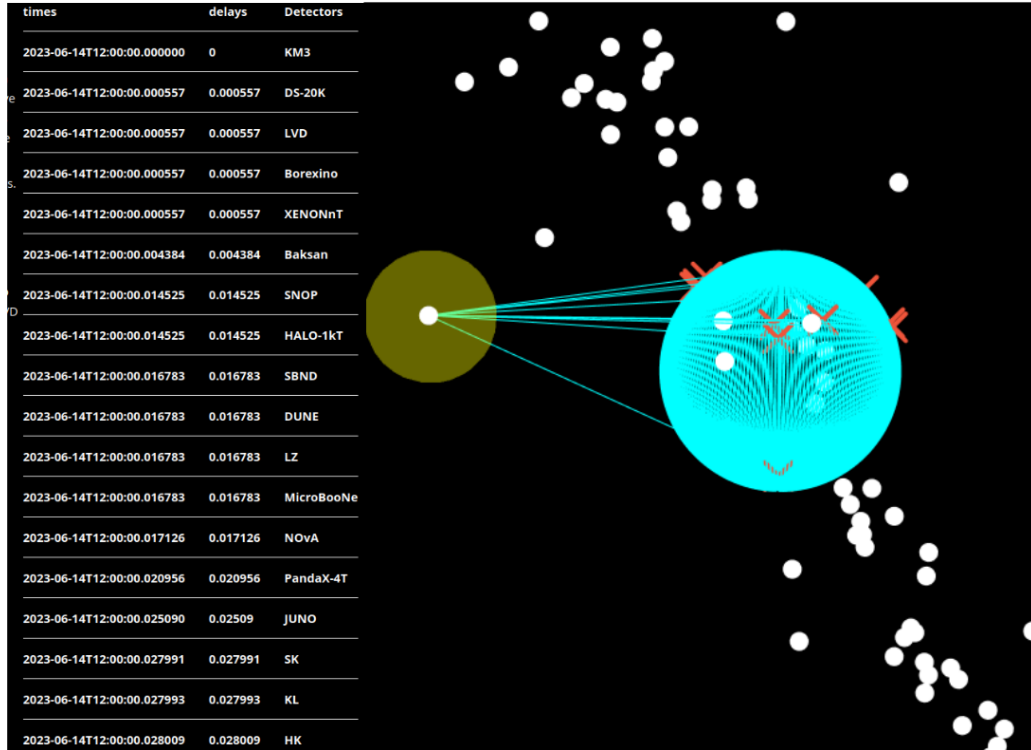 times delays Detectors
2023-06-14T12:00:00.000000 0 KM3
ve
2023-06-14T12:00:00.000557 0.000557 DS-20K
e
2023-06-14T12:00:00.000557 0.000557 LVD
2023-06-14T12:00:00.000557 0.000557 Borexino
s.
2023-06-14T12:00:00.000557 0.000557 XENONnT
2023-06-14T12:00:00.004384 0.004384 Baksan
2023-06-14T12:00:00.014525 0.014525 SNOP
VD
2023-06-14T12:00:00.014525 0.014525 HALO-1kT
2023-06-14T12:00:00.016783 0.016783 SBND
2023-06-14T12:00:00.016783 0.016783 DUNE
2023-06-14T12:00:00.016783 0.016783 LZ
2023-06-14T12:00:00.016783 0.016783 MicroBooNe
2023-06-14T12:00:00.017126 0.017126 NOvA
2023-06-14T12:00:00.020956 0.020956 PandaX-4T
2023-06-14T12:00:00.025090 0.02509 JUNO
2023-06-14T12:00:00.027991 0.027991 SK
2023-06-14T12:00:00.027993 0.027993 KL
2023-06-14T12:00:00.028009 0.028009 HK